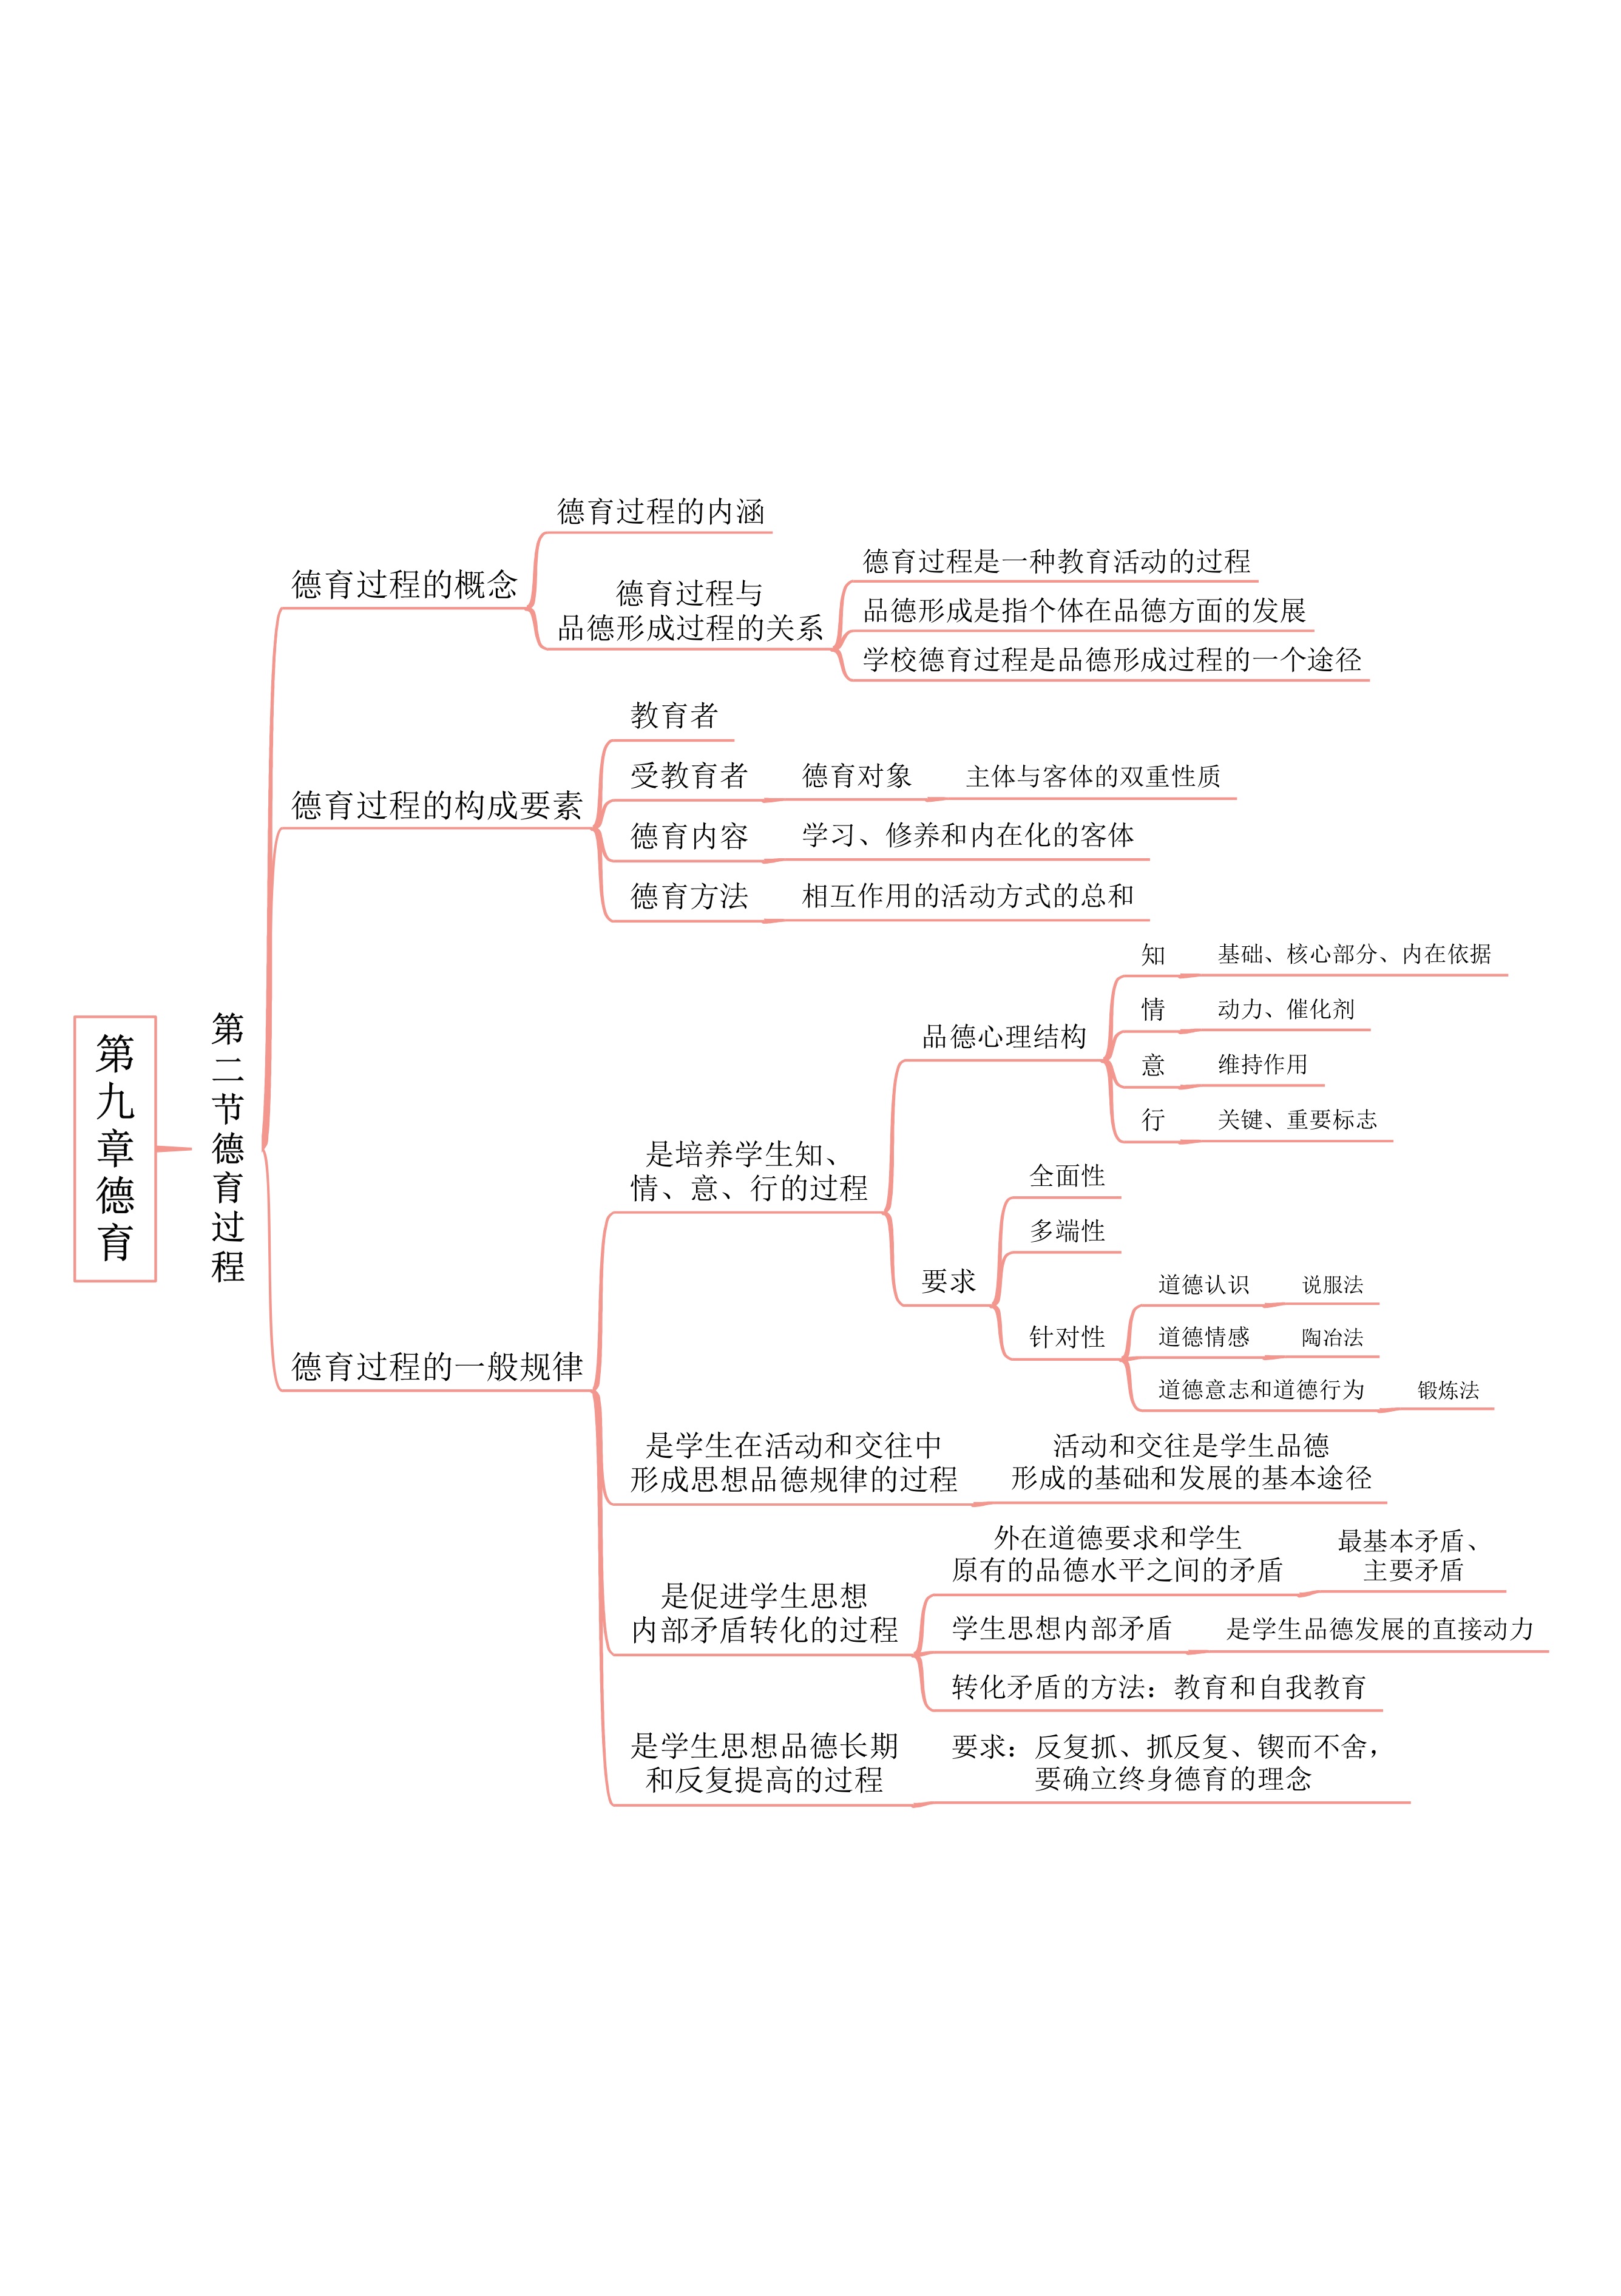 第九章德育
第二节德育过程
德育过程的概念
德育过程的内涵
德育过程与
品德形成过程的关系
德育过程是一种教育活动的过程
品德形成是指个体在品德方面的发展
学校德育过程是品德形成过程的一个途径
德育过程的构成要素
教育者
受教育者
德育对象
主体与客体的双重性质
德育内容
学习、修养和内在化的客体
德育方法
相互作用的活动方式的总和
德育过程的一般规律
是培养学生知、
情、意、行的过程
品德心理结构
知
基础、核心部分、内在依据
情
动力、催化剂
意
维持作用
行
关键、重要标志
要求
全面性
多端性
针对性
道德认识
说服法
道德情感
陶冶法
道德意志和道德行为
锻炼法
是学生在活动和交往中
形成思想品德规律的过程
活动和交往是学生品德
形成的基础和发展的基本途径
是促进学生思想
内部矛盾转化的过程
外在道德要求和学生
原有的品德水平之间的矛盾
最基本矛盾、
主要矛盾
学生思想内部矛盾
是学生品德发展的直接动力
转化矛盾的方法：教育和自我教育
是学生思想品德长期
和反复提高的过程
要求：反复抓、抓反复、锲而不舍，
要确立终身德育的理念